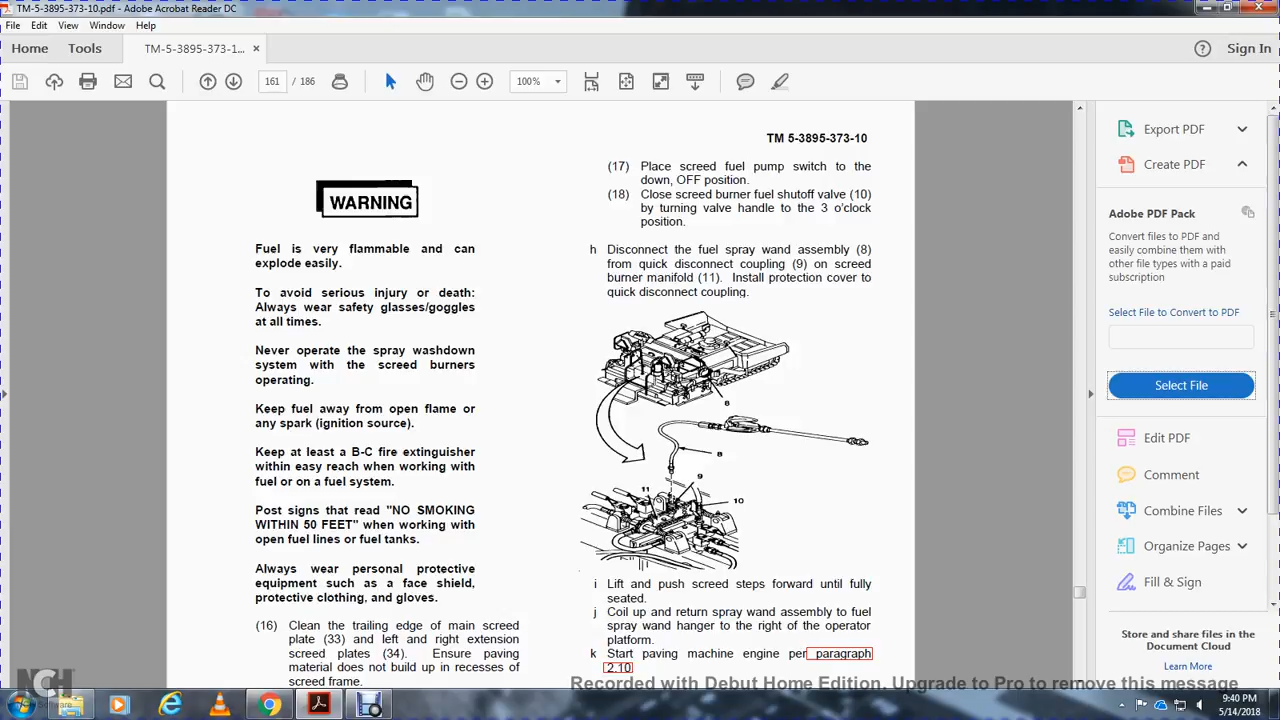 TM-5-3895-373-10.pdf - Adobe Acrobat Reader DC
File Edit View Window Help
Home Tools TM-5-3895-373-1... × Sign In
161 / 186 100%
TM 5-3895-373-10
WARNING
Fuel is very flammable and can
explode easily.
To avoid serious injury or death:
Always wear safety glasses/goggles
at all times.
Never operate the spray washdown
system with the screed burners
operating.
Keep fuel away from open flame or
any spark (ignition source).
Keep at least a B-C fire extinguisher
within easy reach when working with
fuel or on a fuel system.
Post signs that read "NO SMOKING
WITHIN 50 FEET" when working with
open fuel lines or fuel tanks.
Always wear personal protective
equipment such as a face shield,
protective clothing, and gloves.
(16) Clean the trailing edge of main screed
plate (33) and left and right extension
screed plates (34). Ensure paving
material does not build up in recesses of
screed frame.
(17) Place screed fuel pump switch to the
down, OFF position.
(18) Close screed burner fuel shutoff valve (10)
by turning valve handle to the 3 o'clock
position.
h Disconnect the fuel spray wand assembly (8)
from quick disconnect coupling (9) on screed
burner manifold (11). Install protection cover to
quick disconnect coupling.
8
8
9
11
10
i Lift and push screed steps forward until fully
seated.
j Coil up and return spray wand assembly to fuel
spray wand hanger to the right of the operator
platform.
k Start paving machine engine per paragraph
2.10
Export PDF
Create PDF
Adobe PDF Pack
Convert files to PDF and
easily combine them with
other file types with a paid
subscription
Select File to Convert to PDF
Select File
Edit PDF
Comment
Combine Files
Organize Pages
Fill & Sign
Store and share files in the
Document Cloud
Learn More
NCH
Software
Recorded with Debut Home Edition. Upgrade to Pro to remove this message
9:40 PM
5/14/2018